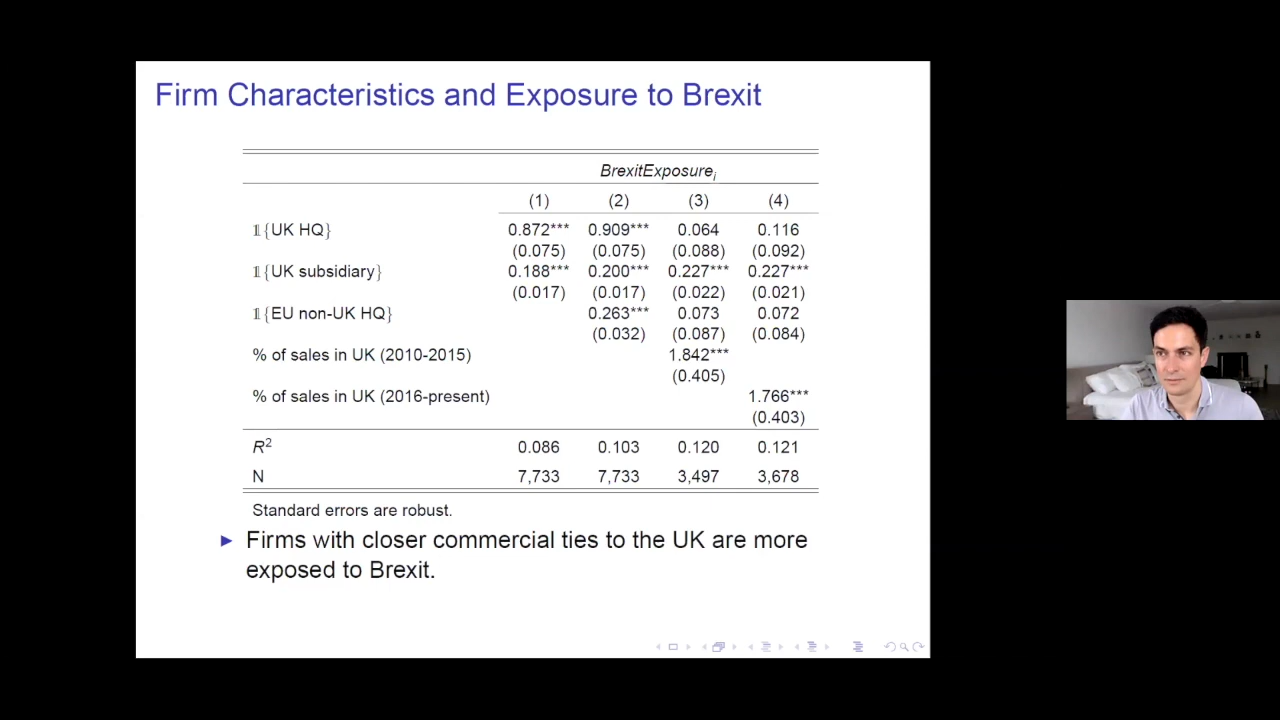 Firm Characteristics and Exposure to Brexit
BrexitExposure_i
(1) (2) (3) (4)
𝟙{UK HQ} 0.872*** 0.909*** 0.064 0.116
(0.075) (0.075) (0.088) (0.092)
𝟙{UK subsidiary} 0.188*** 0.200*** 0.227*** 0.227***
(0.017) (0.017) (0.022) (0.021)
𝟙{EU non-UK HQ} 0.263*** 0.073 0.072
(0.032) (0.087) (0.084)
% of sales in UK (2010-2015) 1.842***
(0.405)
% of sales in UK (2016-present) 1.766***
(0.403)
R² 0.086 0.103 0.120 0.121
N 7,733 7,733 3,497 3,678
Standard errors are robust.
► Firms with closer commercial ties to the UK are more
exposed to Brexit.